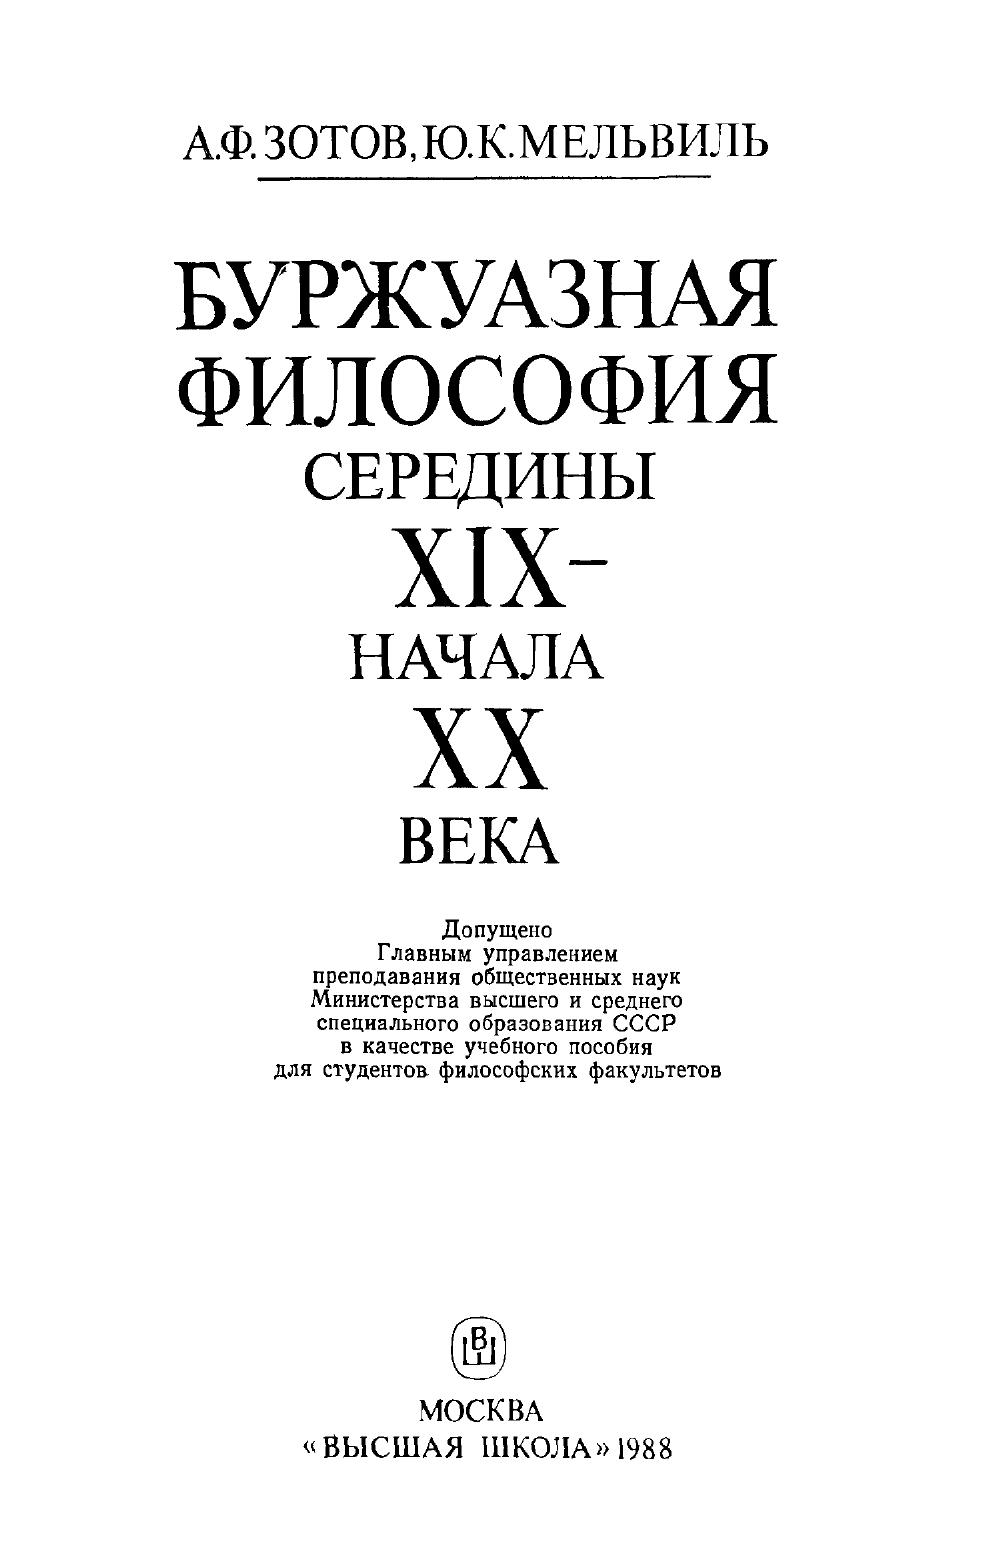 А.Ф.ЗОТОВ, Ю.К.МЕЛЬВИЛЬ
БУРЖУАЗНАЯ
ФИЛОСОФИЯ
СЕРЕДИНЫ
XIX–
НАЧАЛА
XX
ВЕКА
Допущено
Главным управлением
преподавания общественных наук
Министерства высшего и среднего
специального образования СССР
в качестве учебного пособия
для студентов философских факультетов
ВШ
МОСКВА
«ВЫСШАЯ ШКОЛА» 1988